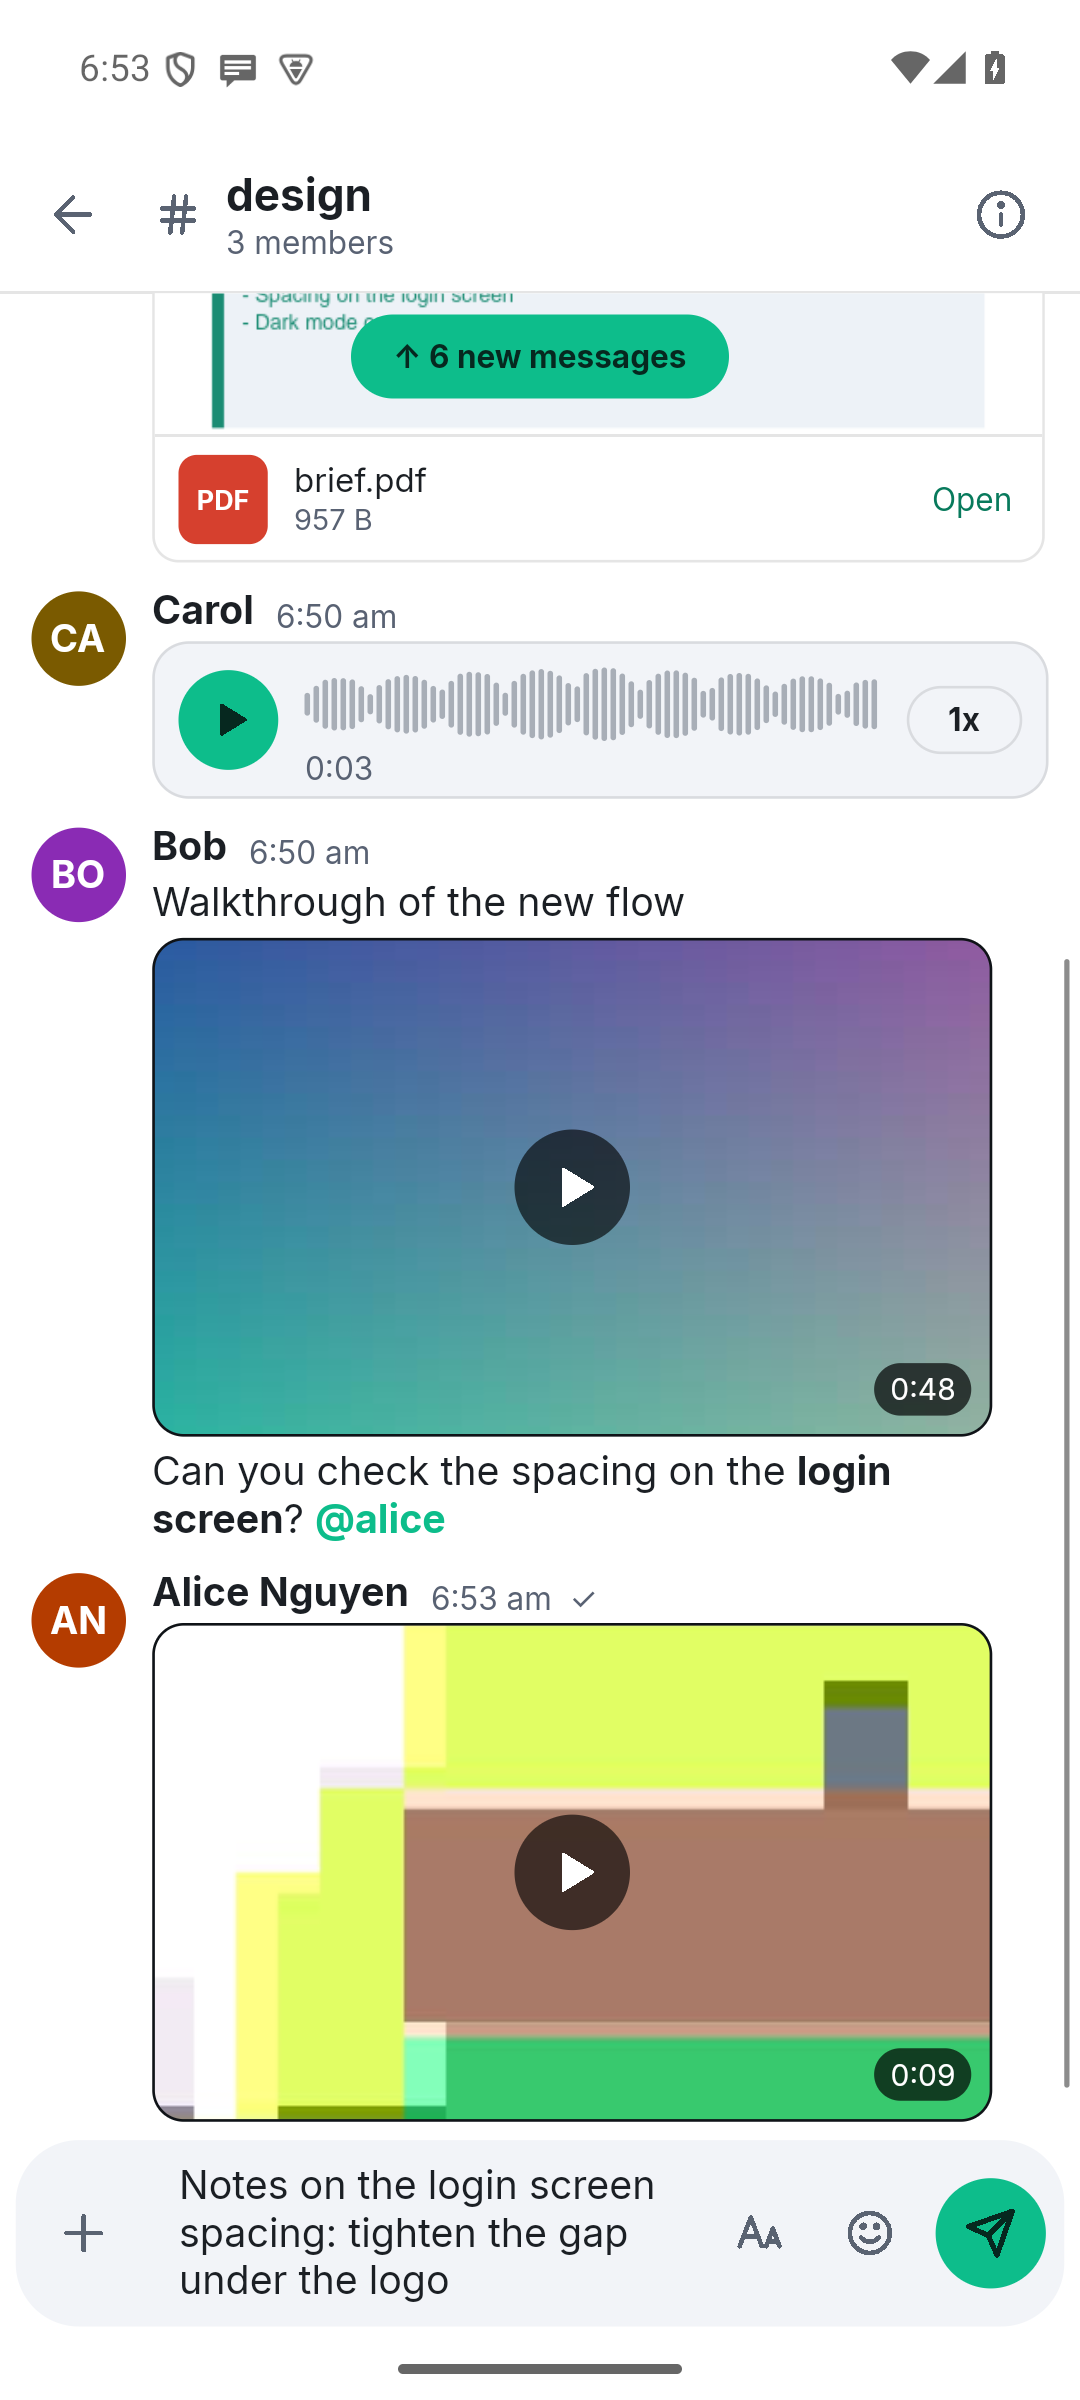 6:53
# design
3 members
- Spacing on the login screen
- Dark mode
↑ 6 new messages
PDF
brief.pdf
957 B
Open
CA
Carol 6:50 am
1x
0:03
BO
Bob 6:50 am
Walkthrough of the new flow
0:48
Can you check the spacing on the login
screen? @alice
AN
Alice Nguyen 6:53 am
0:09
Notes on the login screen
spacing: tighten the gap
under the logo
AA